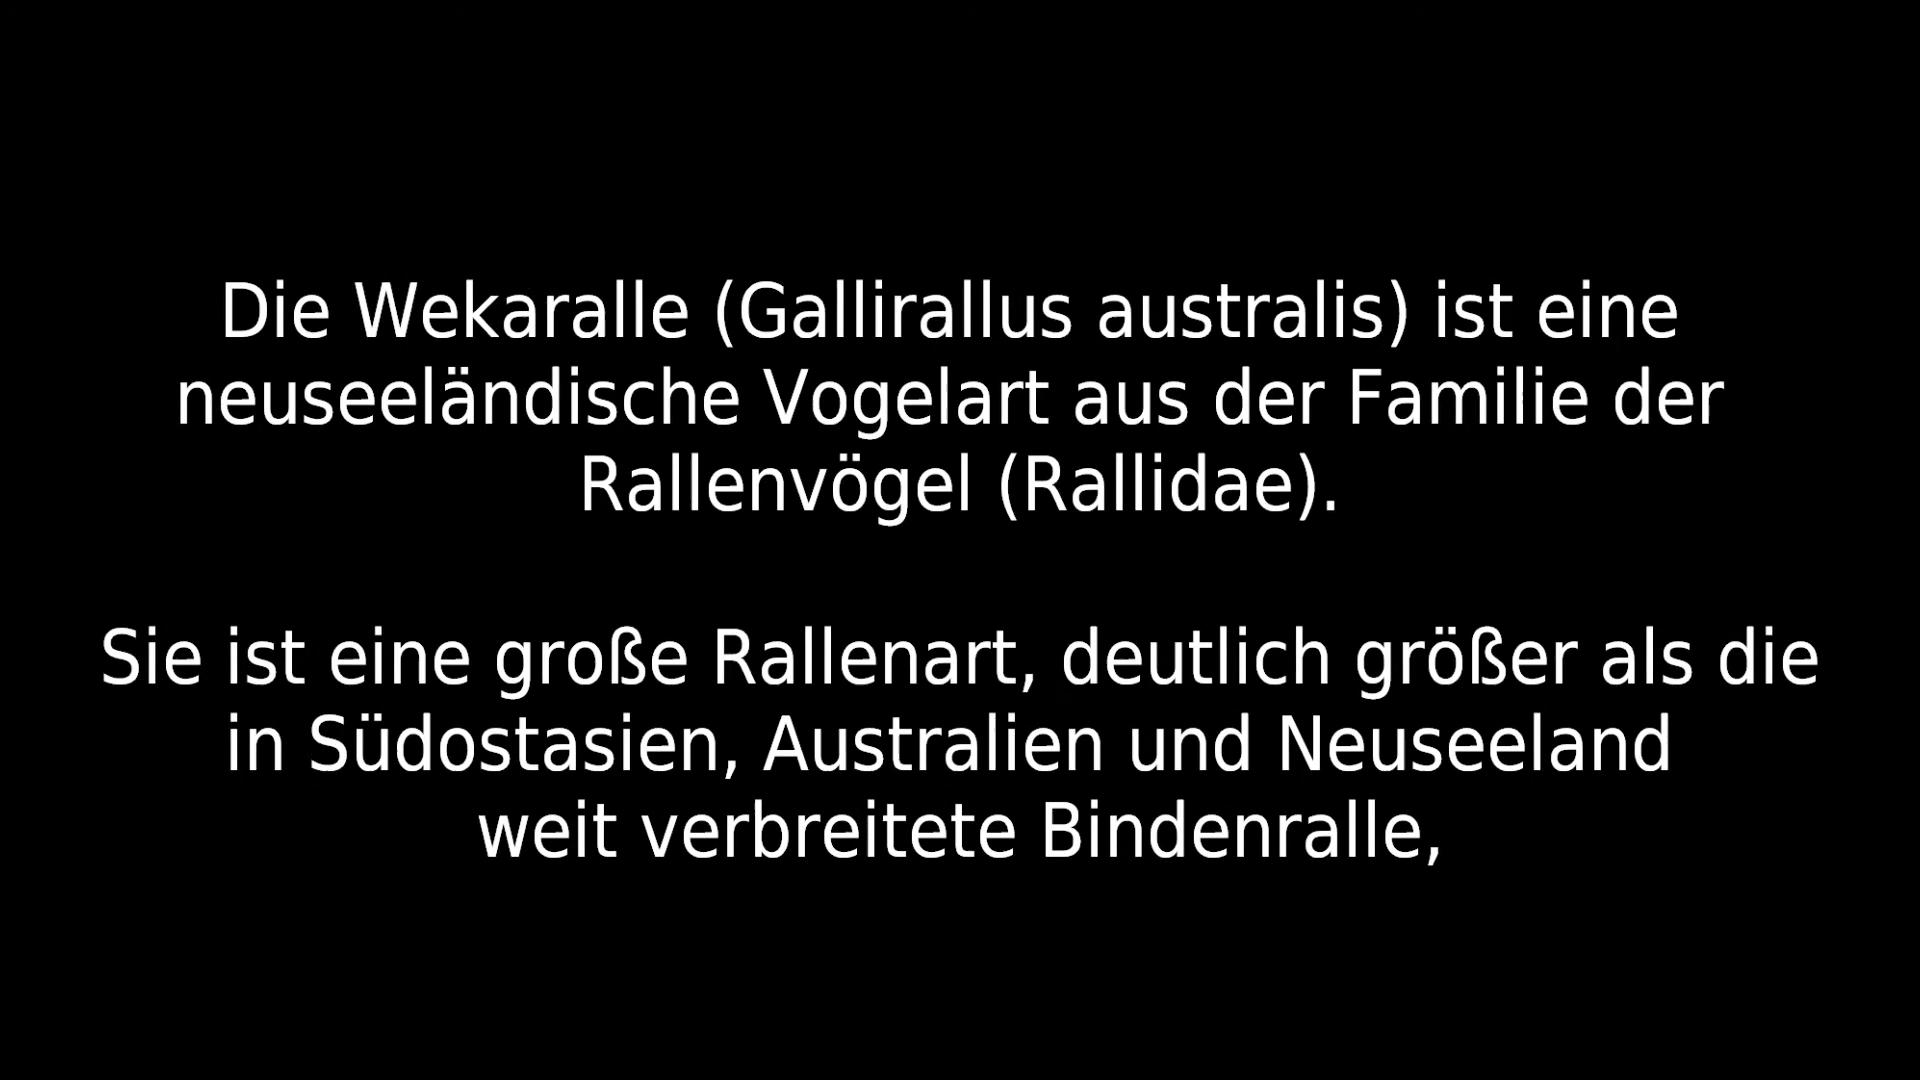 Die Wekaralle (Gallirallus australis) ist eine
neuseeländische Vogelart aus der Familie der
Rallenvögel (Rallidae).
Sie ist eine große Rallenart, deutlich größer als die
in Südostasien, Australien und Neuseeland
weit verbreitete Bindenralle,